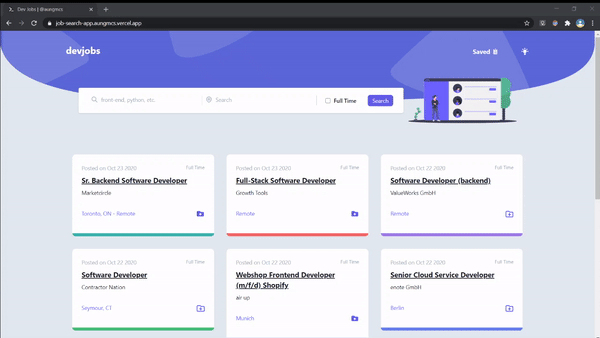 Dev Jobs | @aungmcs
job-search-app.aungmcs.vercel.app
devjobs
Saved
front end, python, etc.
Search
Full Time
Search
Posted on Oct 23 2020
Full Time
Sr. Backend Software Developer
Marketcircle
Toronto, ON - Remote
Posted on Oct 23 2020
Full Time
Full-Stack Software Developer
Growth Tools
Remote
Posted on Oct 22 2020
Full Time
Software Developer (backend)
ValueWorks GmbH
Remote
Posted on Oct 22 2020
Full Time
Software Developer
Contractor Nation
Seymour, CT
Posted on Oct 22 2020
Full Time
Webshop Frontend Developer
(m/f/d) Shopify
air up
Munich
Posted on Oct 22 2020
Full Time
Senior Cloud Service Developer
enote GmbH
Berlin